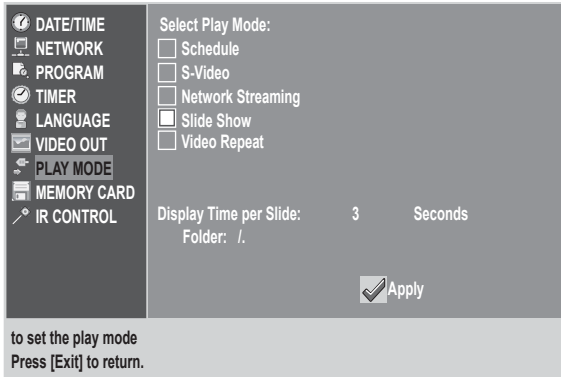 DATE/TIME
NETWORK
PROGRAM
TIMER
LANGUAGE
VIDEO OUT
PLAY MODE
MEMORY CARD
IR CONTROL
Select Play Mode:
Schedule
S-Video
Network Streaming
Slide Show
Video Repeat
Display Time per Slide: 3 Seconds
Folder: /.
Apply
to set the play mode
Press [Exit] to return.